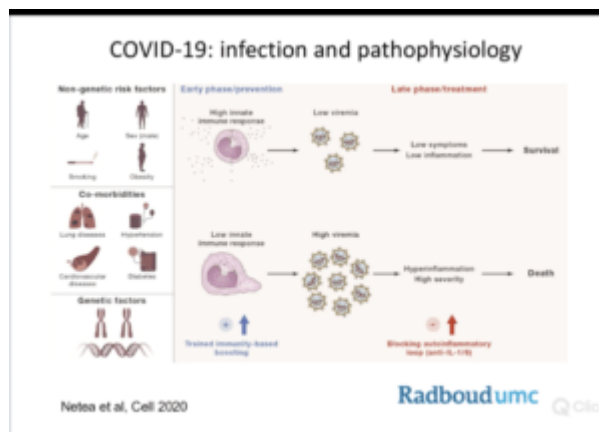 COVID-19: infection and pathophysiology
Non-genetic risk factors
Age
Sex (male)
Smoking
Obesity
Co-morbidities
Lung diseases
Hypertension
Cardiovascular
diseases
Diabetes
Genetic factors
Early phase/prevention
Late phase/treatment
High innate
immune response
Low viremia
Low symptoms
Low inflammation
Survival
Low innate
immune response
High viremia
Hyperinflammation
High severity
Death
Trained immunity-based
boosting
Blocking autoinflammatory
loop (anti-IL-1/6)
Netea et al, Cell 2020
Radboudumc